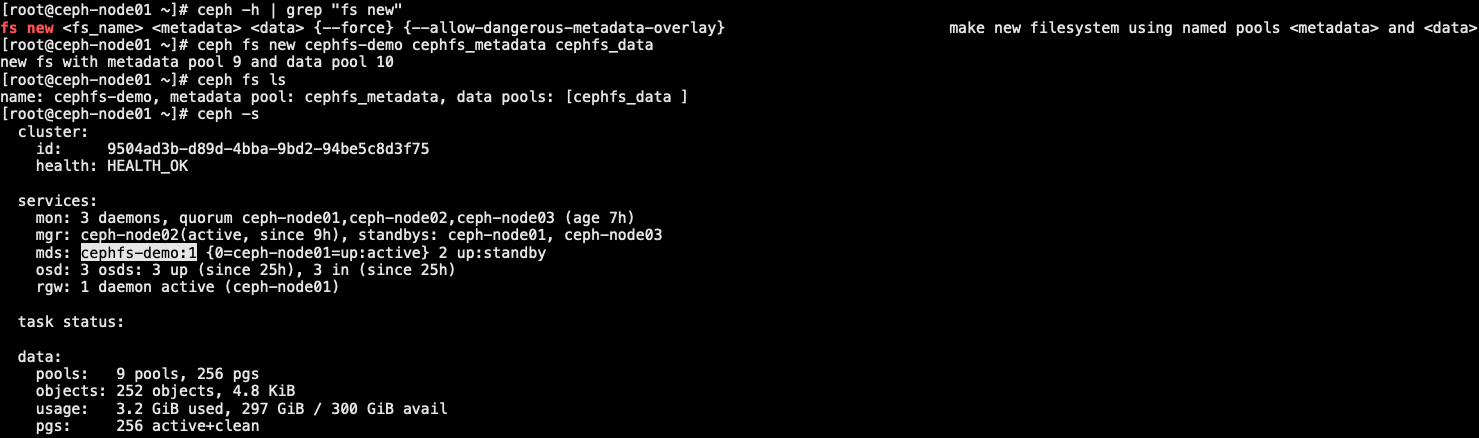 [root@ceph-node01 ~]# ceph -h | grep "fs new"
fs new <fs_name> <metadata> <data> {--force} {--allow-dangerous-metadata-overlay} make new filesystem using named pools <metadata> and <data>
[root@ceph-node01 ~]# ceph fs new cephfs-demo cephfs_metadata cephfs_data
new fs with metadata pool 9 and data pool 10
[root@ceph-node01 ~]# ceph fs ls
name: cephfs-demo, metadata pool: cephfs_metadata, data pools: [cephfs_data ]
[root@ceph-node01 ~]# ceph -s
  cluster:
    id:     9504ad3b-d89d-4bba-9bd2-94be5c8d3f75
    health: HEALTH_OK
  services:
    mon: 3 daemons, quorum ceph-node01,ceph-node02,ceph-node03 (age 7h)
    mgr: ceph-node02(active, since 9h), standbys: ceph-node01, ceph-node03
    mds: cephfs-demo:1 {0=ceph-node01=up:active} 2 up:standby
    osd: 3 osds: 3 up (since 25h), 3 in (since 25h)
    rgw: 1 daemon active (ceph-node01)
  task status:
  data:
    pools:   9 pools, 256 pgs
    objects: 252 objects, 4.8 KiB
    usage:   3.2 GiB used, 297 GiB / 300 GiB avail
    pgs:     256 active+clean